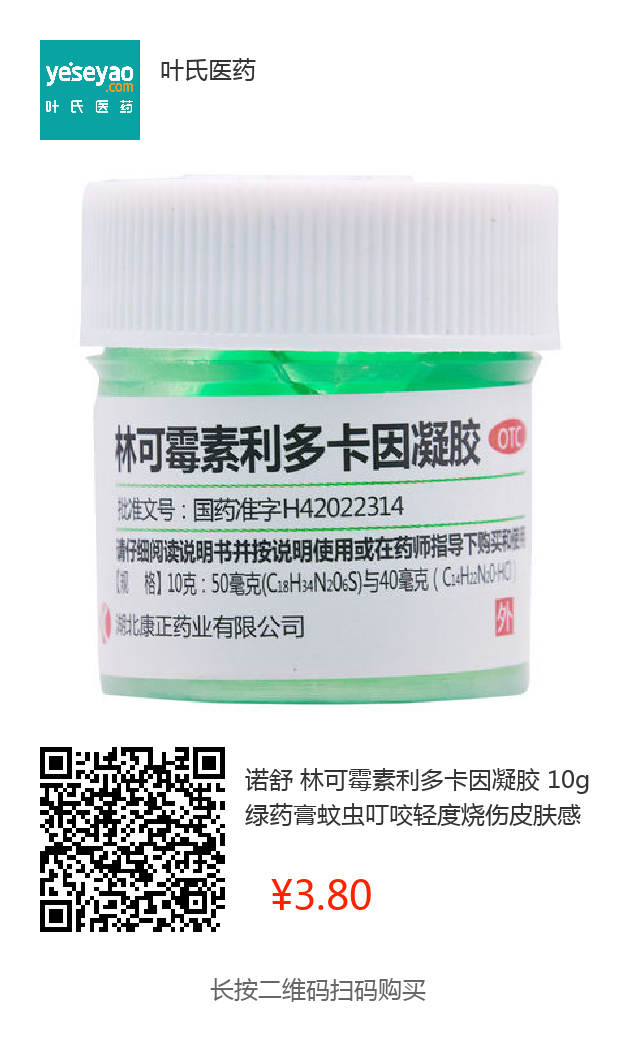 yeseyao
.com
叶氏医药
叶氏医药
林可霉素利多卡因凝胶
OTC
批准文号：国药准字H42022314
请仔细阅读说明书并按说明使用或在药师指导下购买和使用
【规　格】10克：50毫克(C₁₈H₃₄N₂O₆S)与40毫克（C₁₄H₂₂N₂O·HCl）
湖北康正药业有限公司
外
诺舒 林可霉素利多卡因凝胶 10g
绿药膏蚊虫叮咬轻度烧伤皮肤感
¥3.80
长按二维码扫码购买